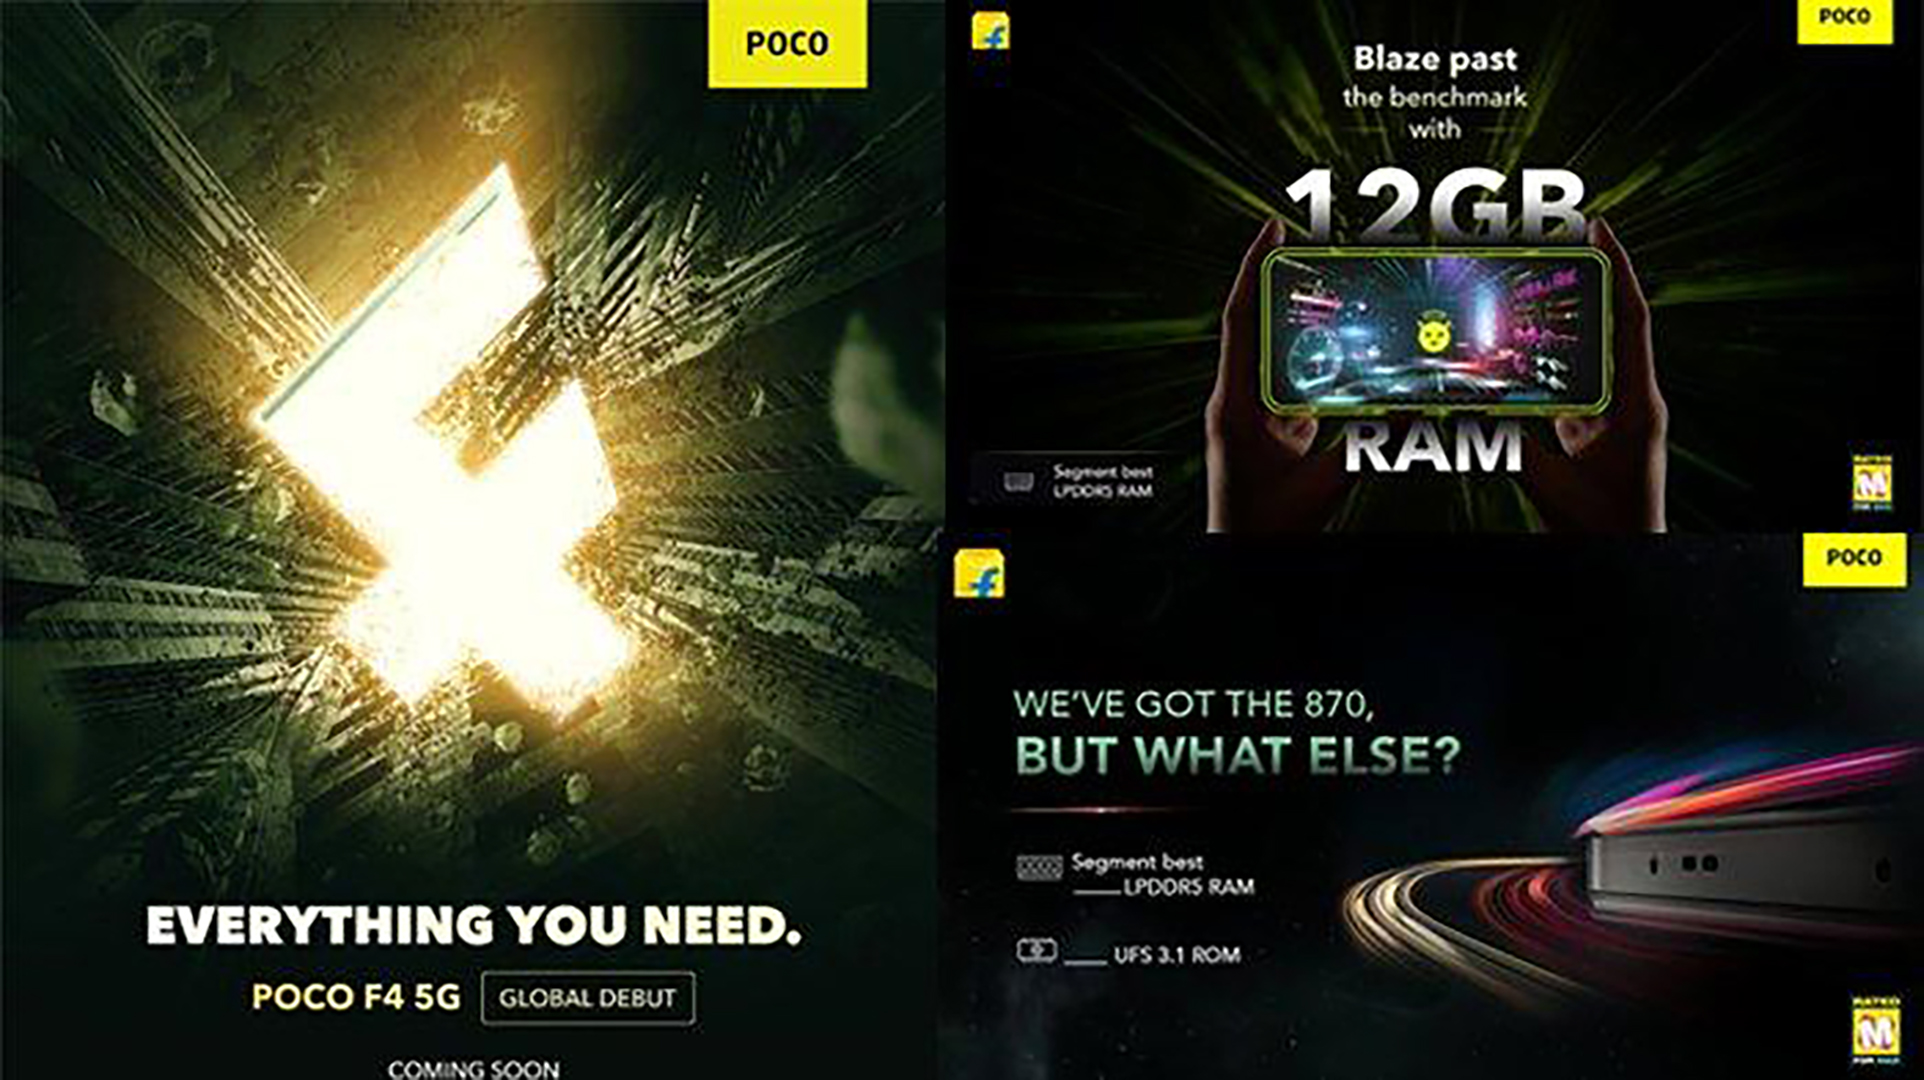 POCO
EVERYTHING YOU NEED.
POCO F4 5G
GLOBAL DEBUT
COMING SOON
POCO
Blaze past
the benchmark
with
12GB
RAM
Segment best
LPDDR5 RAM
RATED
M
POCO
WE'VE GOT THE 870,
BUT WHAT ELSE?
Segment best
LPDDR5 RAM
UFS 3.1 ROM
RATED
M